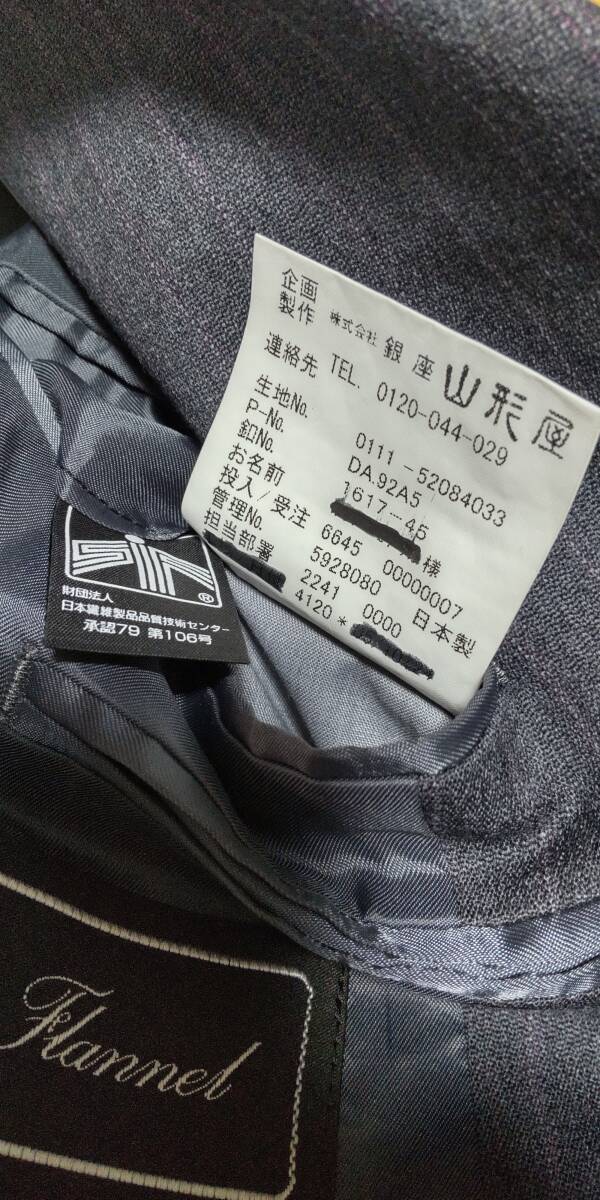 企画
製作 株式会社 銀座 山形屋
連絡先 TEL. 0120-044-029
生地No. 0111-52084033
P-No. DA.92A5
釦No. 1617-45
お名前 様
投入/受注 6645 00000007
管理No. 5928080 日本製
担当部署 2241 0000
4120 *
SIR ®
財団法人
日本繊維製品品質技術センター
承認79 第106号
Flannel